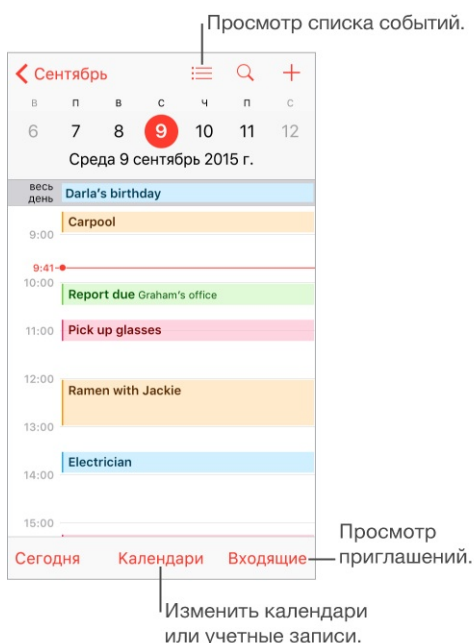 Просмотр списка событий.
Сентябрь
в п в с ч п с
6 7 8 9 10 11 12
Среда 9 сентябрь 2015 г.
весь
день
Darla's birthday
Carpool
9:00
9:41
10:00
Report due Graham's office
11:00
Pick up glasses
12:00
Ramen with Jackie
13:00
Electrician
14:00
15:00
Сегодня Календари Входящие
Просмотр
приглашений.
Изменить календари
или учетные записи.